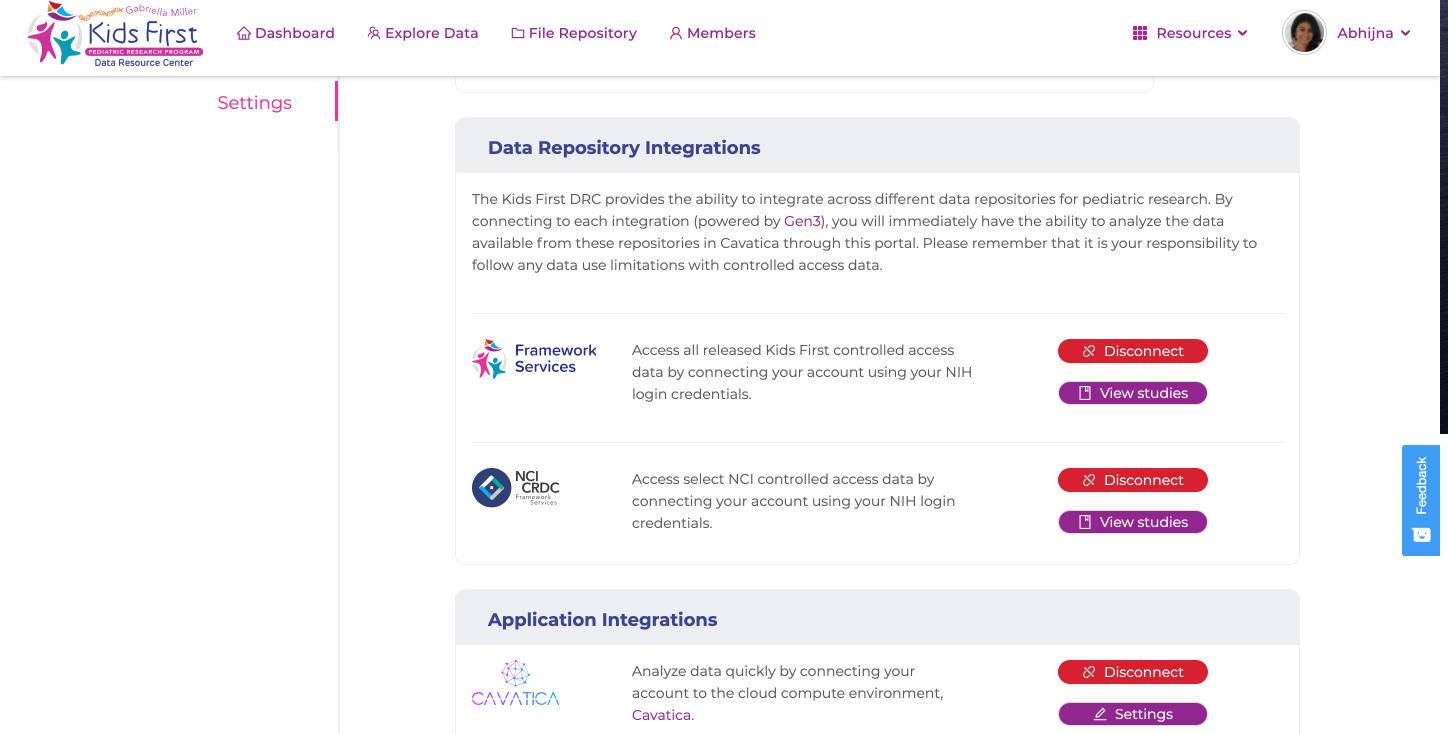 Gabriella Miller
Kids First
PEDIATRIC RESEARCH PROGRAM
Data Resource Center
Dashboard
Explore Data
File Repository
Members
Resources
Abhijna
Settings
Data Repository Integrations
The Kids First DRC provides the ability to integrate across different data repositories for pediatric research. By
connecting to each integration (powered by Gen3), you will immediately have the ability to analyze the data
available from these repositories in Cavatica through this portal. Please remember that it is your responsibility to
follow any data use limitations with controlled access data.
Framework
Services
Access all released Kids First controlled access
data by connecting your account using your NIH
login credentials.
Disconnect
View studies
NCI
CRDC
Framework
Services
Access select NCI controlled access data by
connecting your account using your NIH login
credentials.
Disconnect
View studies
Feedback
Application Integrations
CAVATICA
Analyze data quickly by connecting your
account to the cloud compute environment,
Cavatica.
Disconnect
Settings